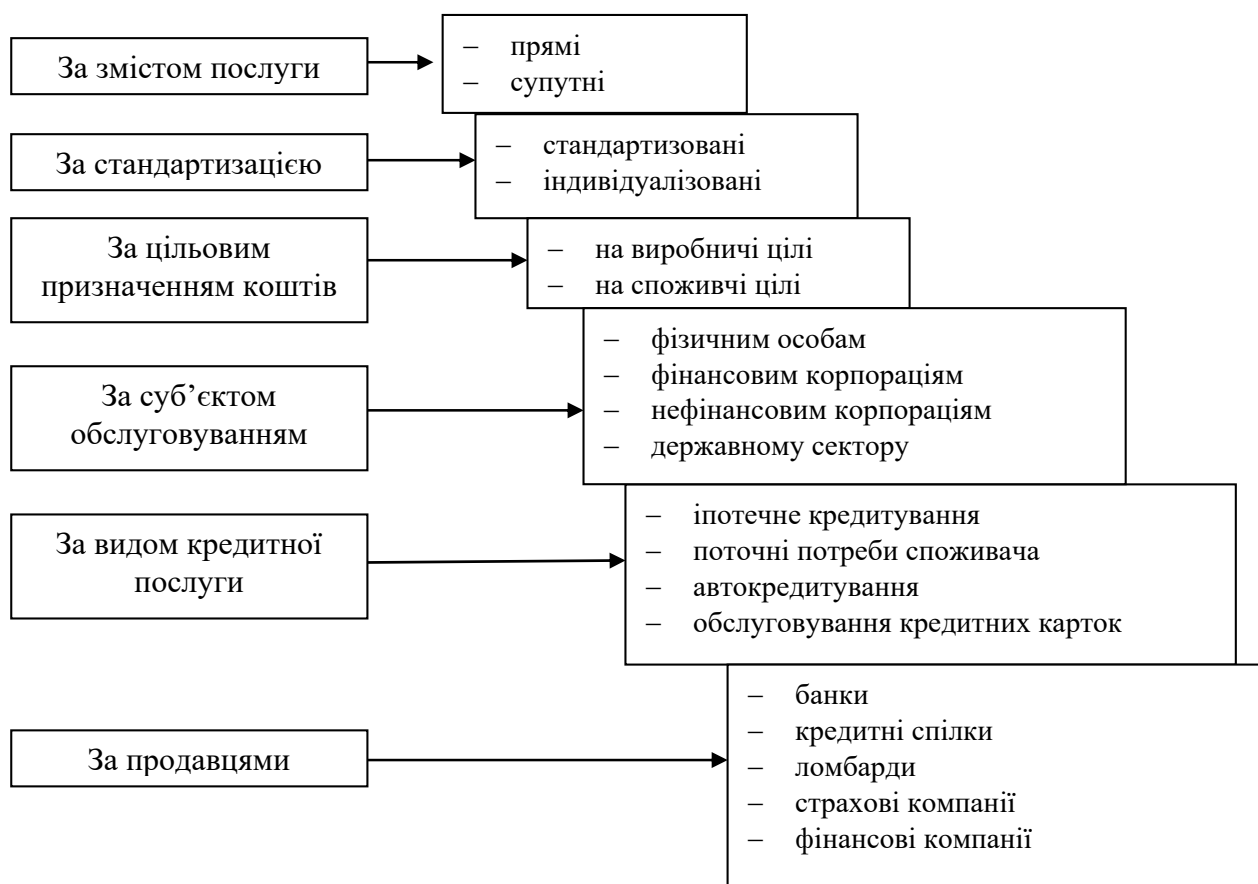 За змістом послуги
– прямі
– супутні
За стандартизацією
– стандартизовані
– індивідуалізовані
За цільовим
призначенням коштів
– на виробничі цілі
– на споживчі цілі
За суб’єктом
обслуговуванням
– фізичним особам
– фінансовим корпораціям
– нефінансовим корпораціям
– державному сектору
За видом кредитної
послуги
– іпотечне кредитування
– поточні потреби споживача
– автокредитування
– обслуговування кредитних карток
За продавцями
– банки
– кредитні спілки
– ломбарди
– страхові компанії
– фінансові компанії